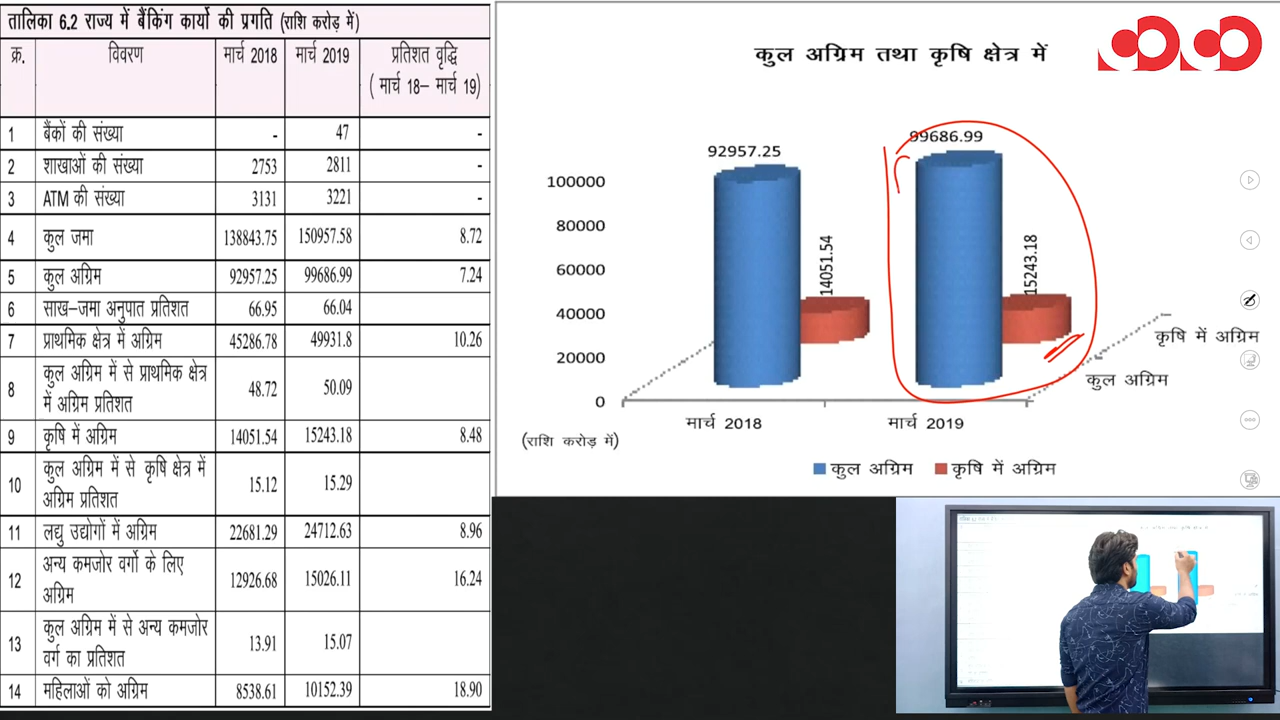 तालिका 6.2 राज्य में बैंकिंग कार्यो की प्रगति (राशि करोड़ में)
क्र. विवरण मार्च 2018 मार्च 2019 प्रतिशत वृद्धि
( मार्च 18– मार्च 19)
1 बैंकों की संख्या - 47 -
2 शाखाओं की संख्या 2753 2811 -
3 ATM की संख्या 3131 3221 -
4 कुल जमा 138843.75 150957.58 8.72
5 कुल अग्रिम 92957.25 99686.99 7.24
6 साख–जमा अनुपात प्रतिशत 66.95 66.04
7 प्राथमिक क्षेत्र में अग्रिम 45286.78 49931.8 10.26
8 कुल अग्रिम में से प्राथमिक क्षेत्र
में अग्रिम प्रतिशत 48.72 50.09
9 कृषि में अग्रिम 14051.54 15243.18 8.48
10 कुल अग्रिम में से कृषि क्षेत्र में
अग्रिम प्रतिशत 15.12 15.29
11 लद्यु उद्योगों में अग्रिम 22681.29 24712.63 8.96
12 अन्य कमजोर वर्गो के लिए
अग्रिम 12926.68 15026.11 16.24
13 कुल अग्रिम में से अन्य कमजोर
वर्ग का प्रतिशत 13.91 15.07
14 महिलाओं को अग्रिम 8538.61 10152.39 18.90
कुल अग्रिम तथा कृषि क्षेत्र में
92957.25
99686.99
14051.54
15243.18
100000
80000
60000
40000
20000
0
मार्च 2018
मार्च 2019
कृषि में अग्रिम
कुल अग्रिम
(राशि करोड़ में)
कुल अग्रिम
कृषि में अग्रिम